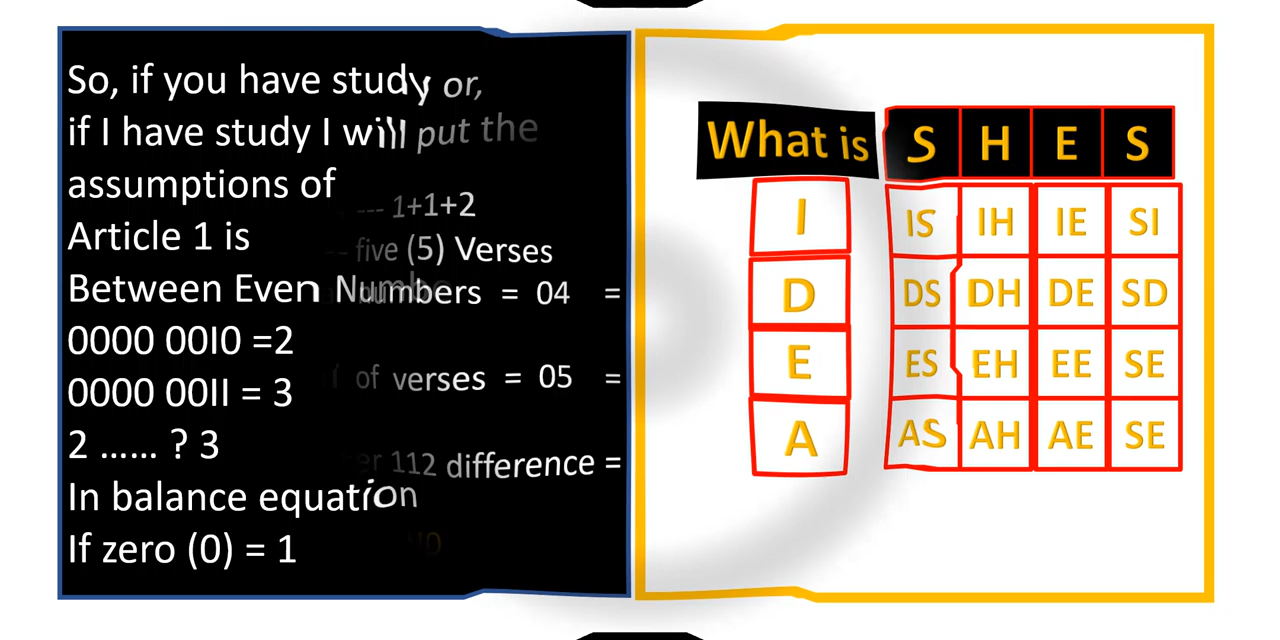 So, if you have study or,
if I have study I will put the
assumptions of
--- 1+1+2
Article 1 is
five (5) Verses
Between Even Numbers = 04 =
0000 00I0 =2
0000 00II = 3
of verses = 05 =
2 …… ? 3
112 difference =
In balance equation
If zero (0) = 1
What is S H E S
I IS IH IE SI
D DS DH DE SD
E ES EH EE SE
A AS AH AE SE